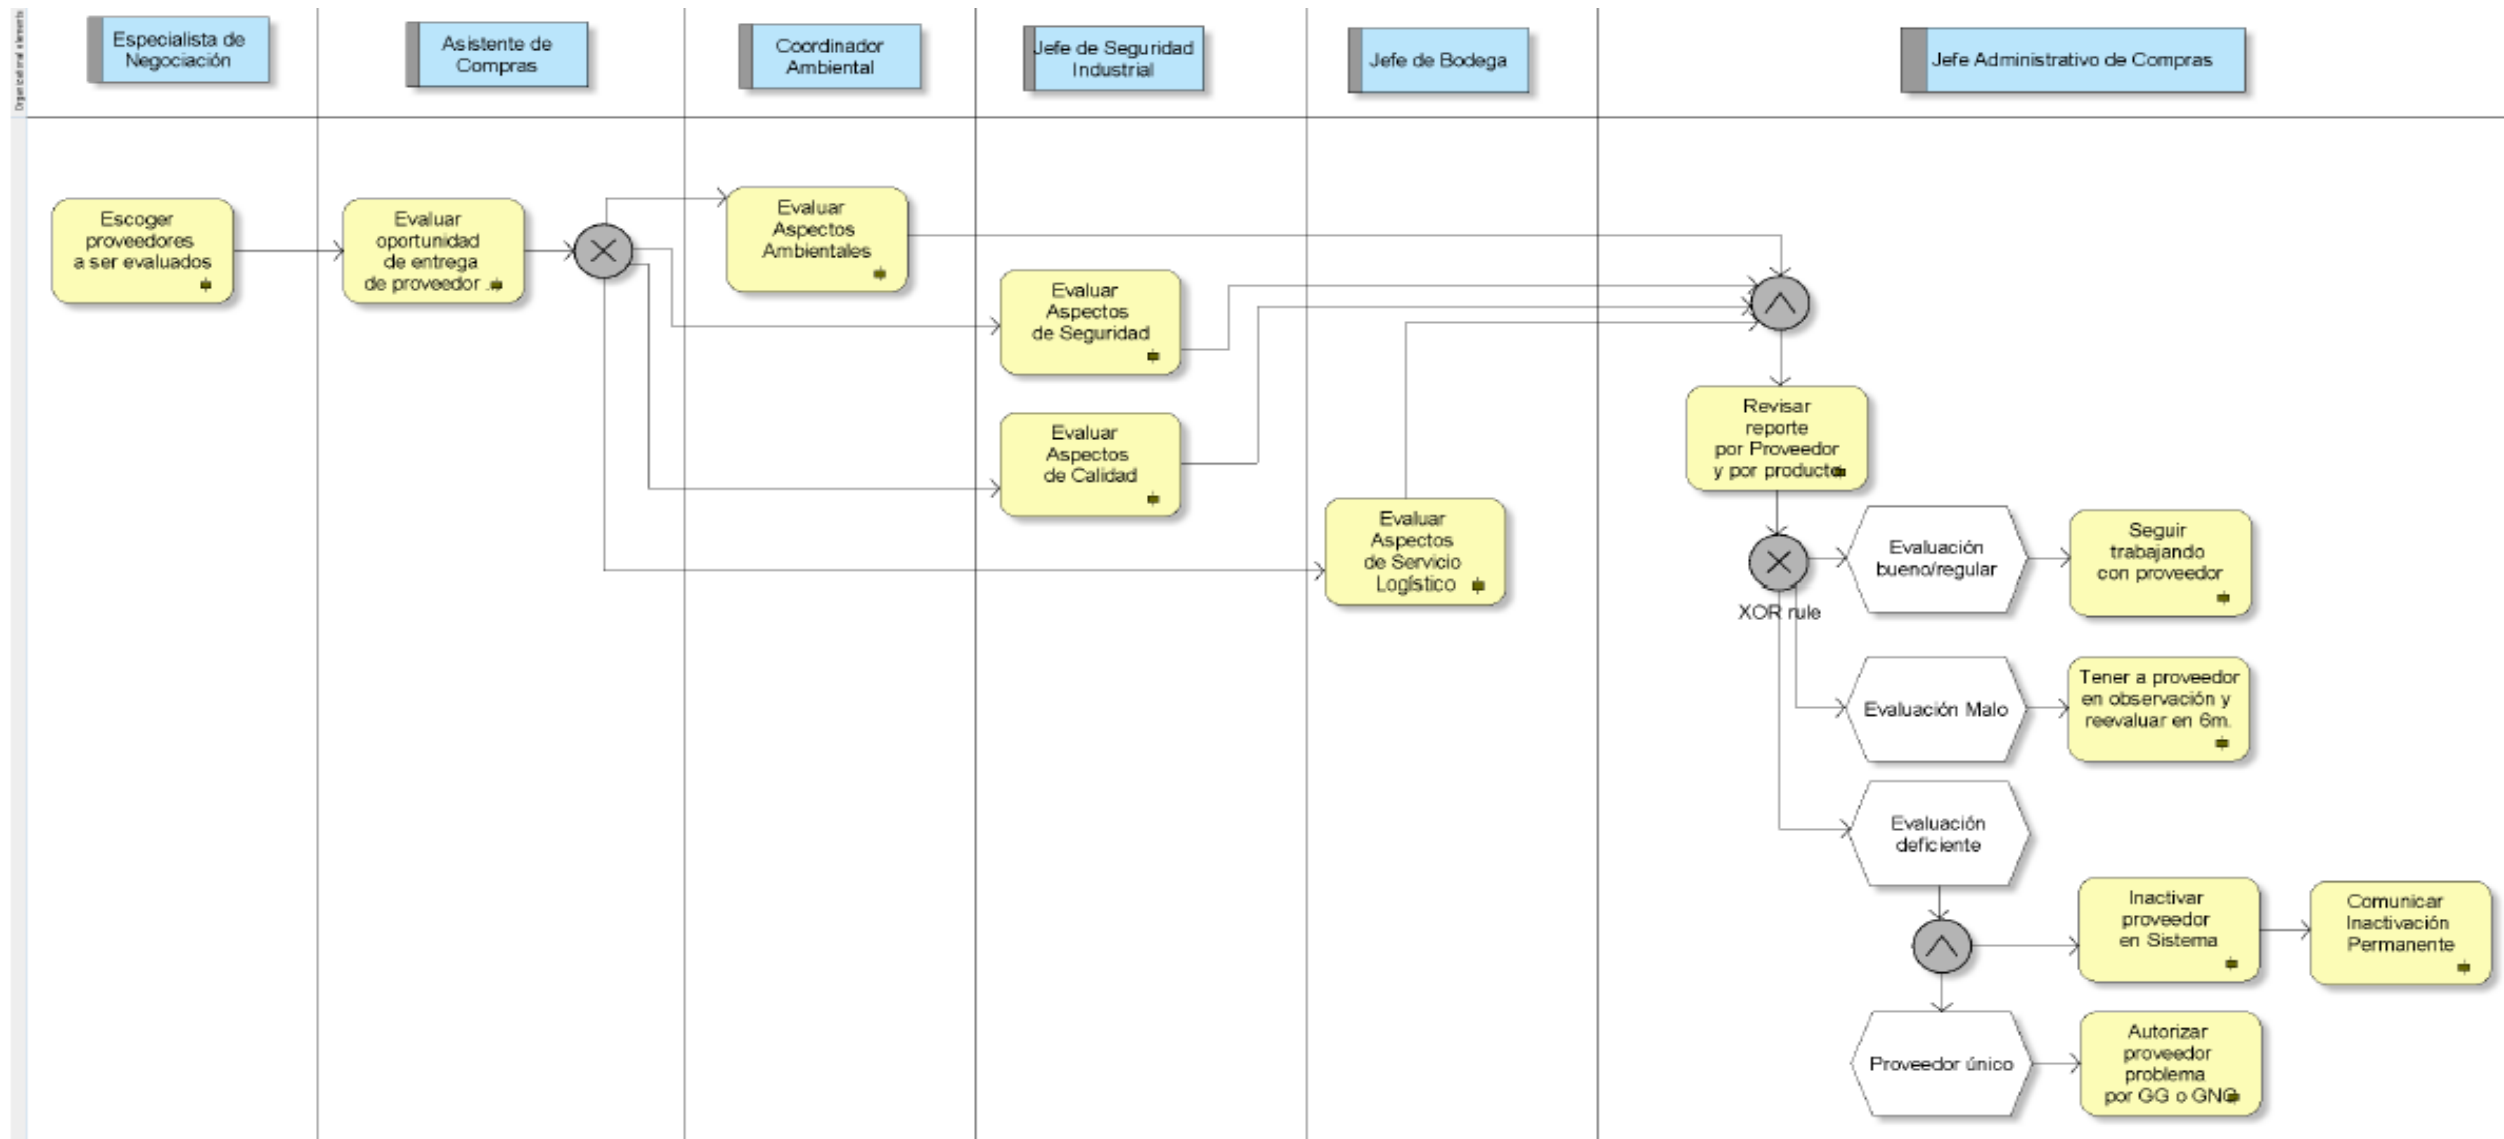 Organizational elements
Especialista de
Negociación
Asistente de
Compras
Coordinador
Ambiental
Jefe de Seguridad
Industrial
Jefe de Bodega
Jefe Administrativo de Compras
Escoger
proveedores
a ser evaluados
Evaluar
oportunidad
de entrega
de proveedor .
Evaluar
Aspectos
Ambientales
Evaluar
Aspectos
de Seguridad
Evaluar
Aspectos
de Calidad
Evaluar
Aspectos
de Servicio
Logístico
Revisar
reporte
por Proveedor
y por producto
XOR rule
Evaluación
bueno/regular
Seguir
trabajando
con proveedor
Evaluación Malo
Tener a proveedor
en observación y
reevaluar en 6m.
Evaluación
deficiente
Inactivar
proveedor
en Sistema
Comunicar
Inactivación
Permanente
Proveedor único
Autorizar
proveedor
problema
por GG o GNG